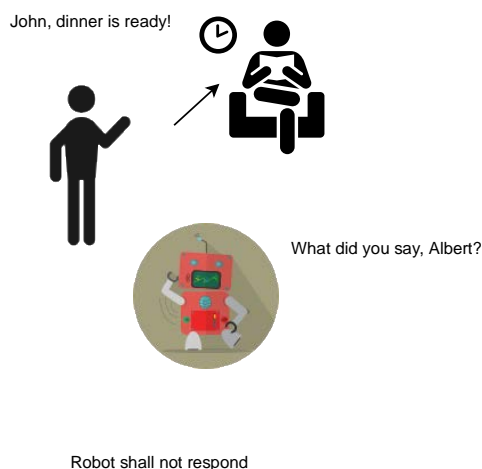 John, dinner is ready!
What did you say, Albert?
Robot shall not respond